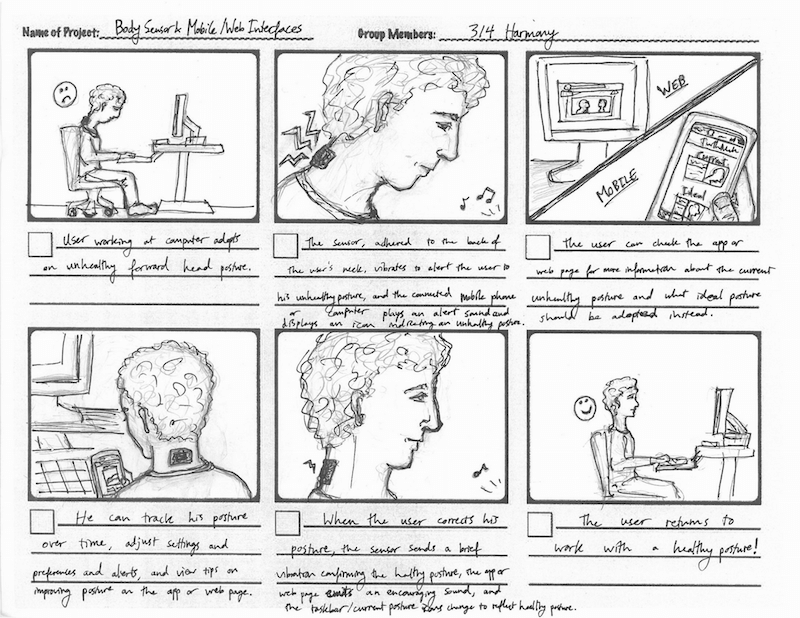 Name of Project: Body Sensor & Mobile/Web Interfaces
Group Members: 3/4 Harmony
User working at computer adopts
an unhealthy forward head posture.
The sensor, adhered to the back of
the user's neck, vibrates to alert the user to
his unhealthy posture, and the connected mobile phone
or computer plays an alert sound and
displays an icon indicating an unhealthy posture.
WEB
MOBILE
Current
Ideal
The user can check the app or
web page for more information about the current
unhealthy posture and what ideal posture
should be adopted instead.
He can track his posture
over time, adjust settings and
preferences and alerts, and view tips on
improving posture on the app or web page.
When the user corrects his
posture, the sensor sends a brief
vibration confirming the healthy posture, the app or
web page emits an encouraging sound, and
the taskbar/current posture icons change to reflect healthy posture.
The user returns to
work with a healthy posture!